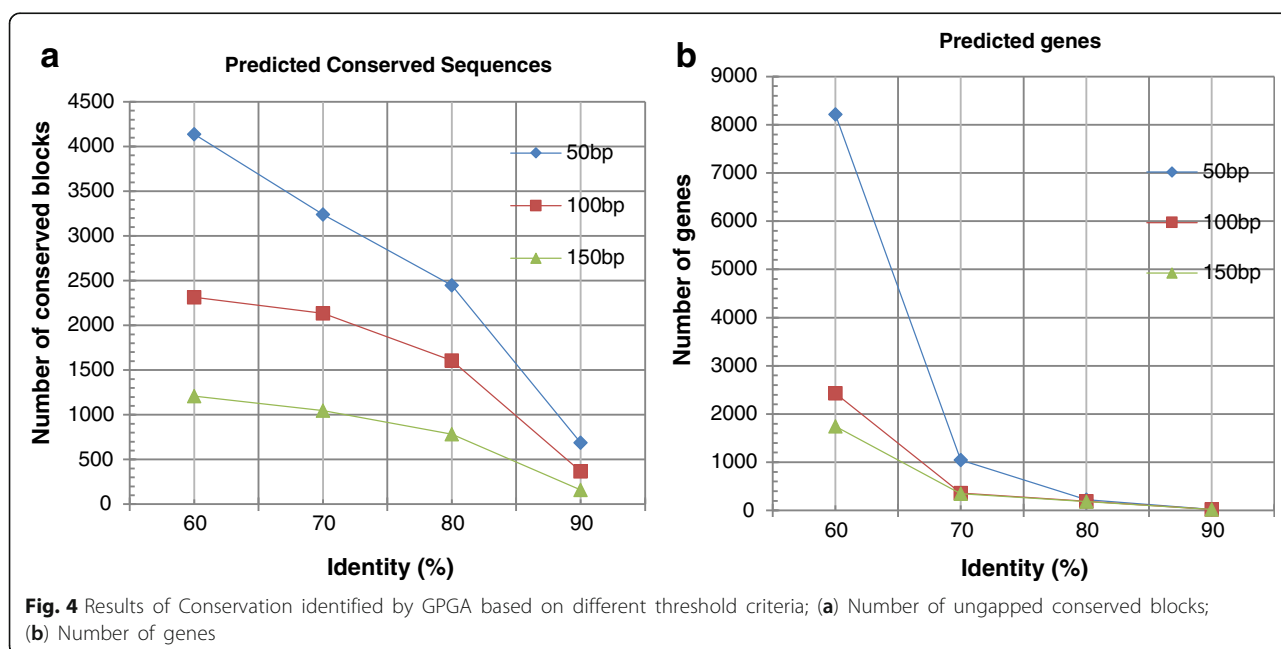 a
Predicted Conserved Sequences
Number of conserved blocks
4500
4000
3500
3000
2500
2000
1500
1000
500
0
50bp
100bp
150bp
60 70 80 90
Identity (%)
b
Predicted genes
Number of genes
9000
8000
7000
6000
5000
4000
3000
2000
1000
0
50bp
100bp
150bp
60 70 80 90
Identity (%)
Fig. 4 Results of Conservation identified by GPGA based on different threshold criteria; (a) Number of ungapped conserved blocks;
(b) Number of genes